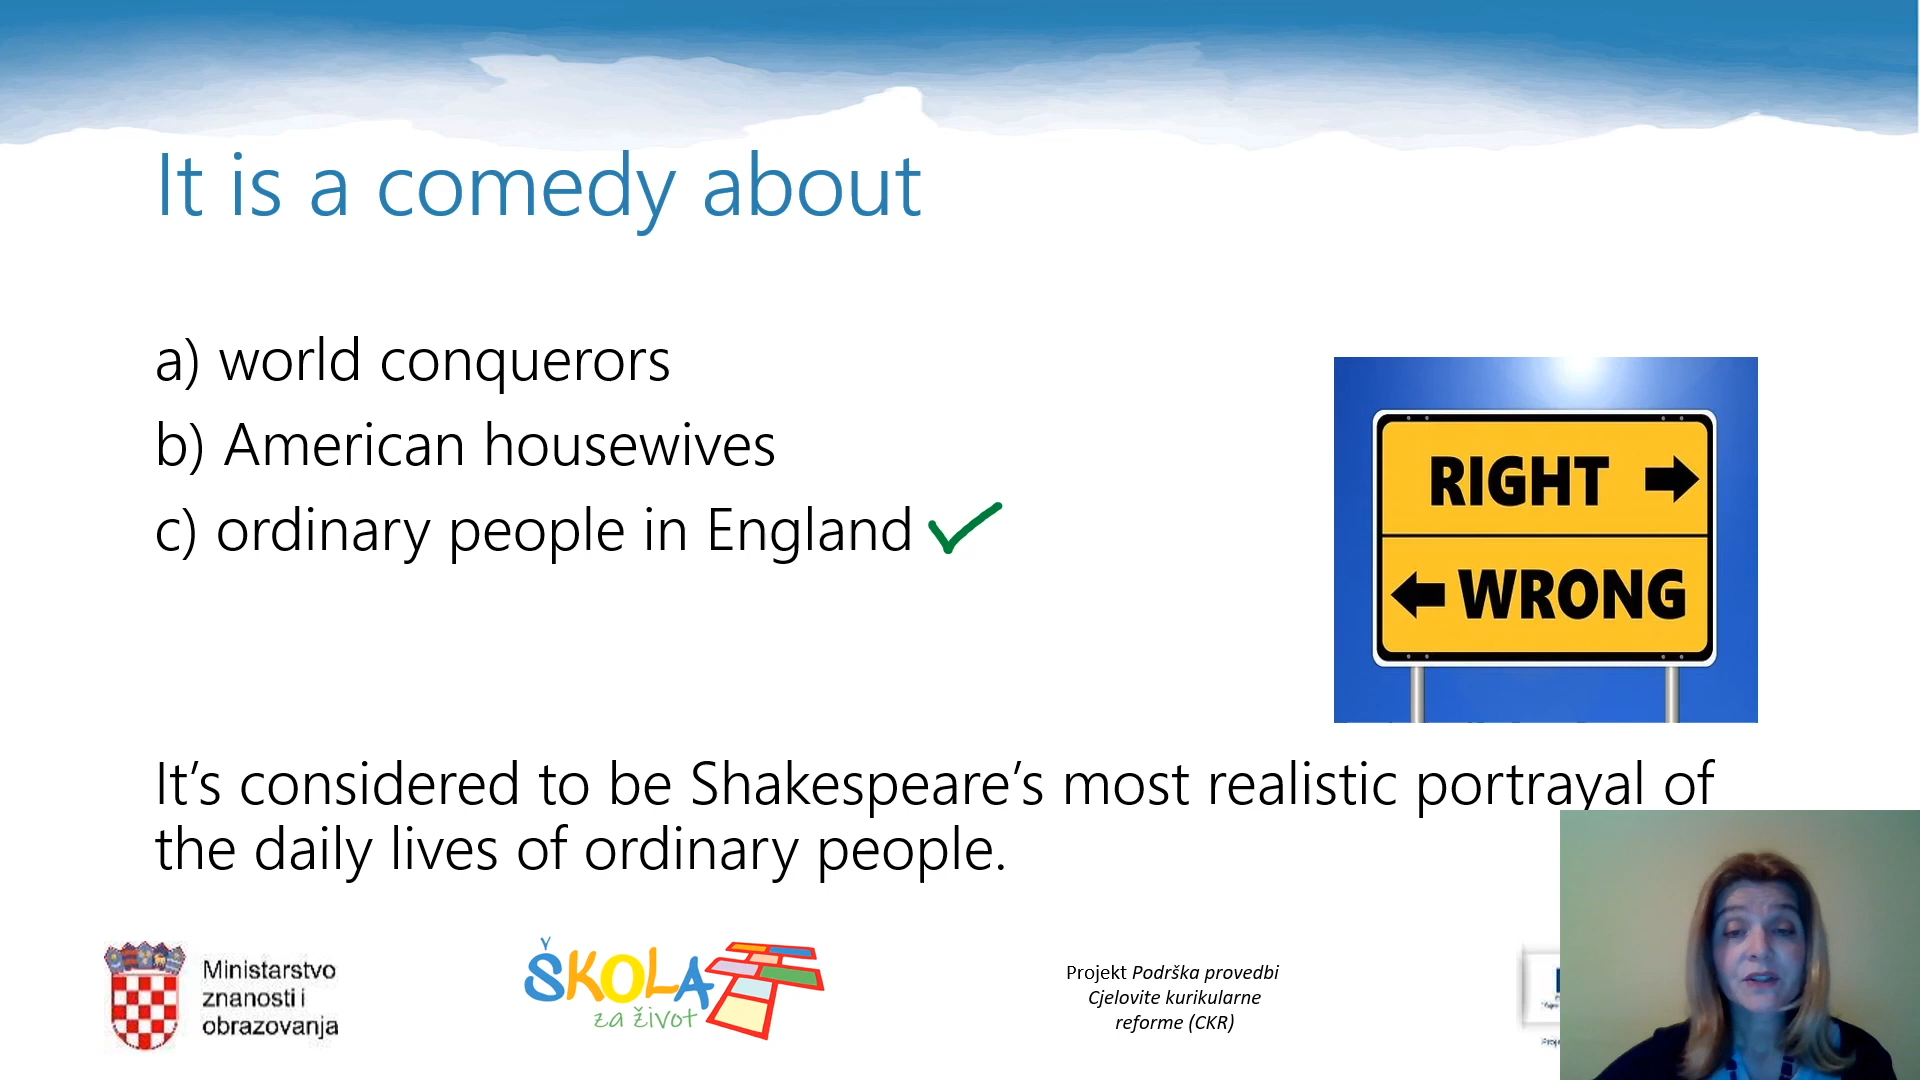 It is a comedy about
a) world conquerors
b) American housewives
c) ordinary people in England
RIGHT
WRONG
It’s considered to be Shakespeare’s most realistic portrayal of
the daily lives of ordinary people.
Ministarstvo
znanosti i
obrazovanja
ŠKOLA
za život
Projekt Podrška provedbi
Cjelovite kurikularne
reforme (CKR)